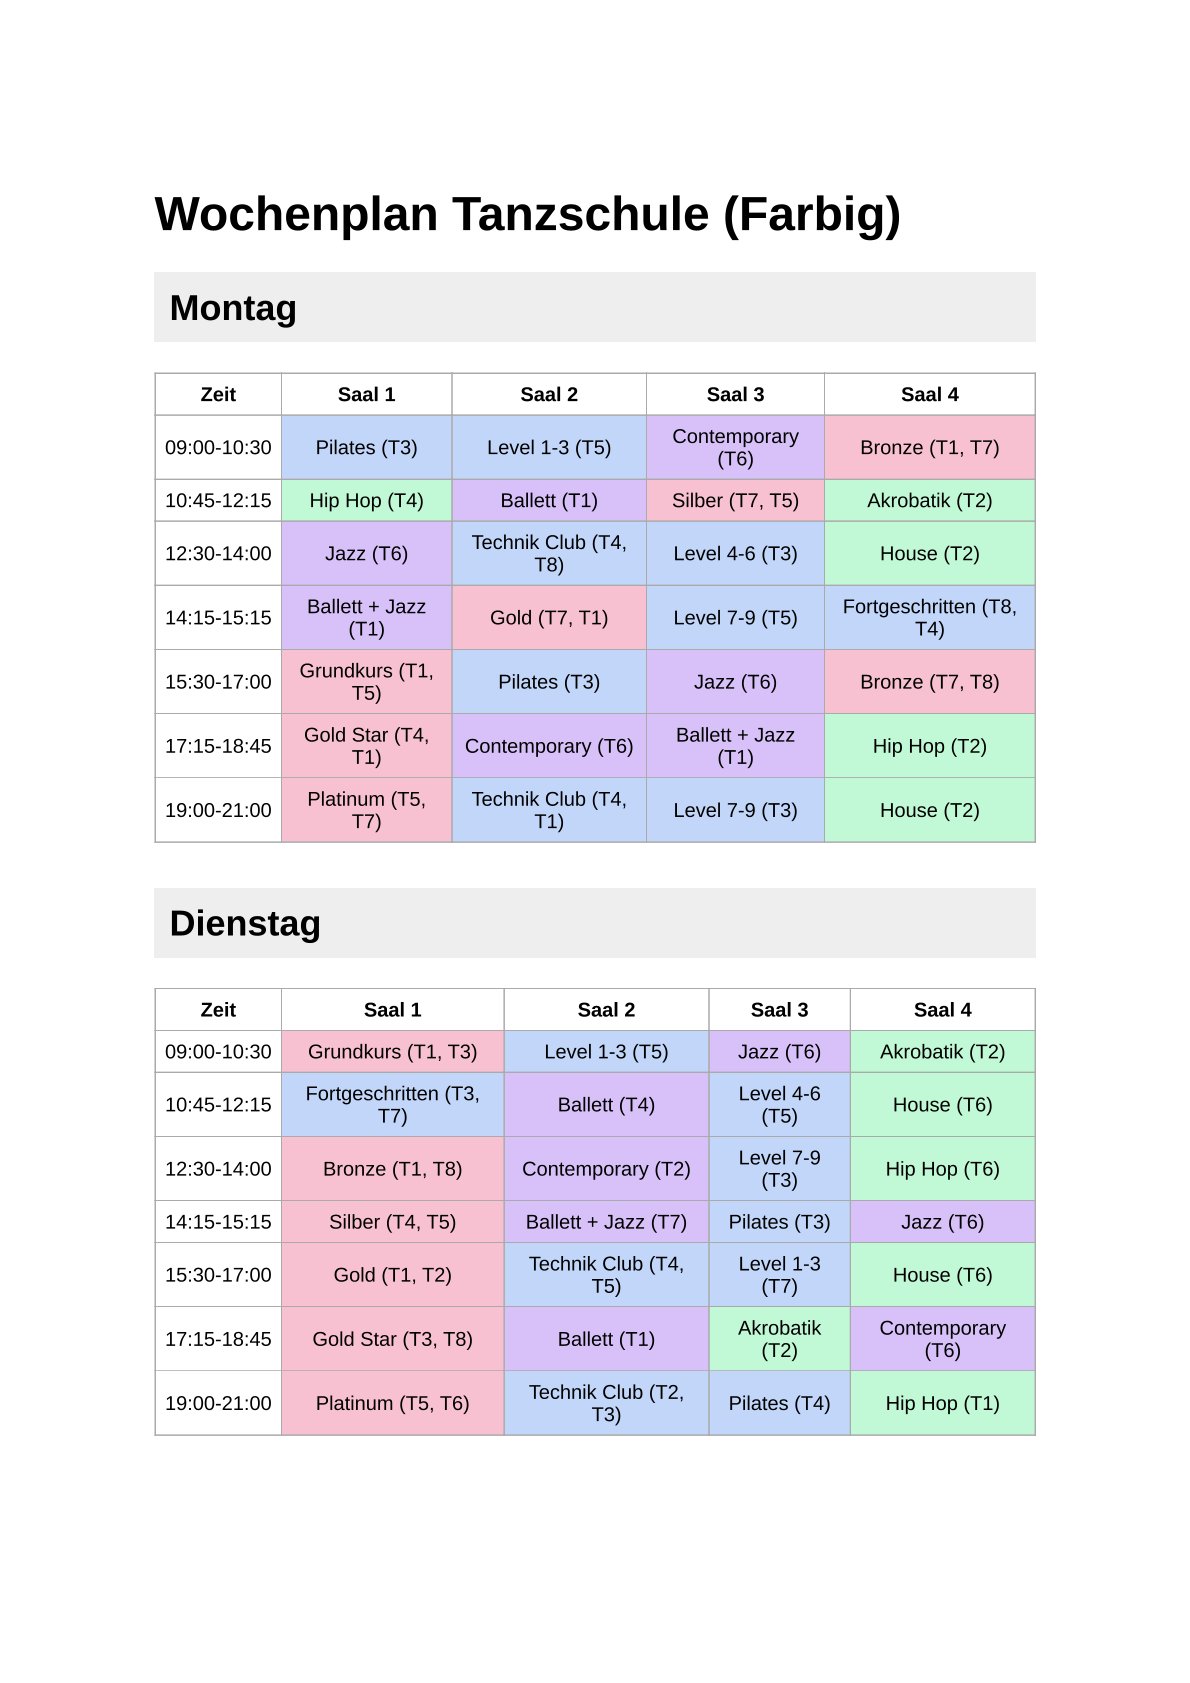 Wochenplan Tanzschule (Farbig)
Montag
Zeit Saal 1 Saal 2 Saal 3 Saal 4
09:00-10:30 Pilates (T3) Level 1-3 (T5) Contemporary (T6) Bronze (T1, T7)
10:45-12:15 Hip Hop (T4) Ballett (T1) Silber (T7, T5) Akrobatik (T2)
12:30-14:00 Jazz (T6) Technik Club (T4, T8) Level 4-6 (T3) House (T2)
14:15-15:15 Ballett + Jazz (T1) Gold (T7, T1) Level 7-9 (T5) Fortgeschritten (T8, T4)
15:30-17:00 Grundkurs (T1, T5) Pilates (T3) Jazz (T6) Bronze (T7, T8)
17:15-18:45 Gold Star (T4, T1) Contemporary (T6) Ballett + Jazz (T1) Hip Hop (T2)
19:00-21:00 Platinum (T5, T7) Technik Club (T4, T1) Level 7-9 (T3) House (T2)
Dienstag
Zeit Saal 1 Saal 2 Saal 3 Saal 4
09:00-10:30 Grundkurs (T1, T3) Level 1-3 (T5) Jazz (T6) Akrobatik (T2)
10:45-12:15 Fortgeschritten (T3, T7) Ballett (T4) Level 4-6 (T5) House (T6)
12:30-14:00 Bronze (T1, T8) Contemporary (T2) Level 7-9 (T3) Hip Hop (T6)
14:15-15:15 Silber (T4, T5) Ballett + Jazz (T7) Pilates (T3) Jazz (T6)
15:30-17:00 Gold (T1, T2) Technik Club (T4, T5) Level 1-3 (T7) House (T6)
17:15-18:45 Gold Star (T3, T8) Ballett (T1) Akrobatik (T2) Contemporary (T6)
19:00-21:00 Platinum (T5, T6) Technik Club (T2, T3) Pilates (T4) Hip Hop (T1)